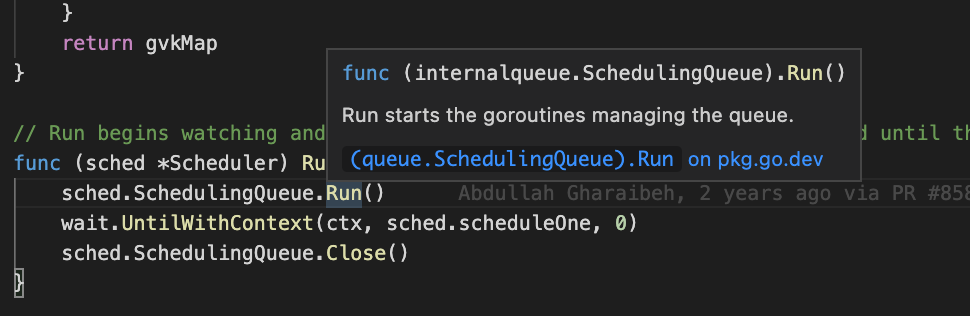 }
return gvkMap
}
func (internalqueue.SchedulingQueue).Run()
Run starts the goroutines managing the queue.
(queue.SchedulingQueue).Run on pkg.go.dev
// Run begins watching and d until th
func (sched *Scheduler) Ru
sched.SchedulingQueue.Run() Abdullah Gharaibeh, 2 years ago via PR #858
wait.UntilWithContext(ctx, sched.scheduleOne, 0)
sched.SchedulingQueue.Close()
}